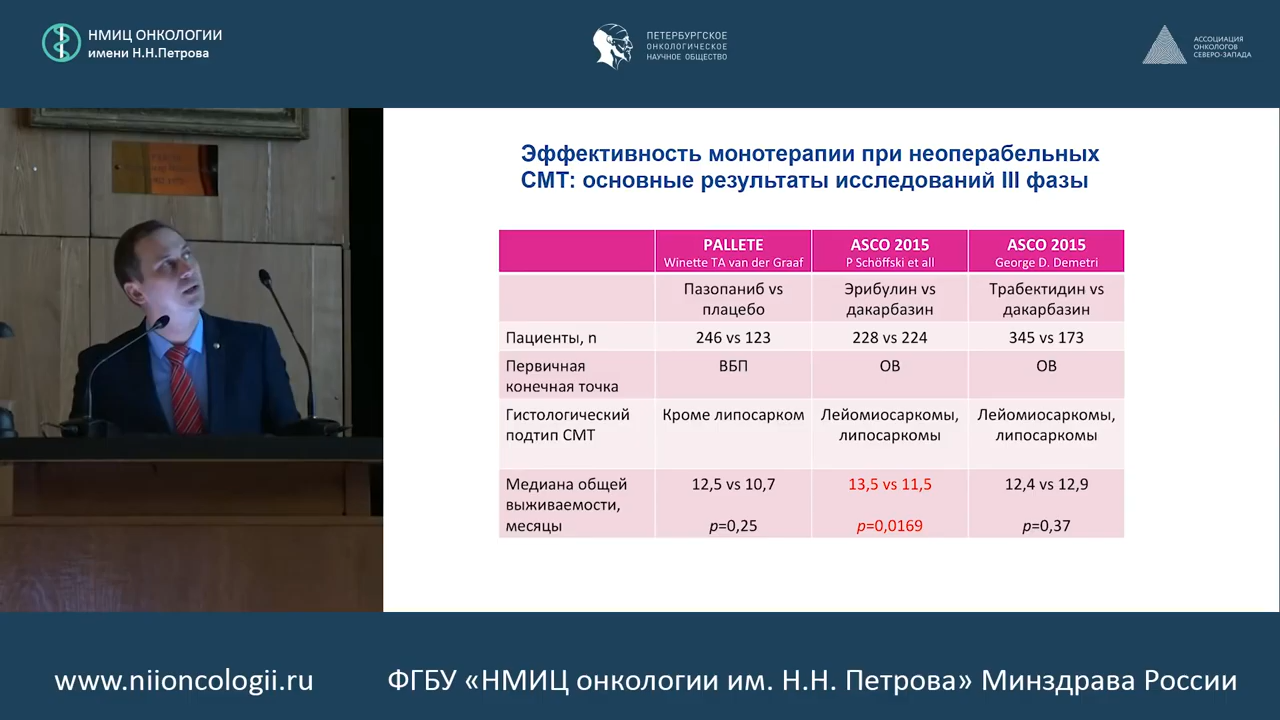 НМИЦ ОНКОЛОГИИ
имени Н.Н.Петрова
ПЕТЕРБУРГСКОЕ
ОНКОЛОГИЧЕСКОЕ
НАУЧНОЕ ОБЩЕСТВО
АССОЦИАЦИЯ
ОНКОЛОГОВ
СЕВЕРО-ЗАПАДА
Эффективность монотерапии при неоперабельных
СМТ: основные результаты исследований III фазы
PALLETE
Winette TA van der Graaf
ASCO 2015
P Schöffski et all
ASCO 2015
George D. Demetri
Пазопаниб vs
плацебо
Эрибулин vs
дакарбазин
Трабектидин vs
дакарбазин
Пациенты, n
246 vs 123
228 vs 224
345 vs 173
Первичная
конечная точка
ВБП
ОВ
ОВ
Гистологический
подтип СМТ
Кроме липосарком
Лейомиосаркомы,
липосаркомы
Лейомиосаркомы,
липосаркомы
Медиана общей
выживаемости,
месяцы
12,5 vs 10,7
p=0,25
13,5 vs 11,5
p=0,0169
12,4 vs 12,9
p=0,37
www.niioncologii.ru
ФГБУ «НМИЦ онкологии им. Н.Н. Петрова» Минздрава России